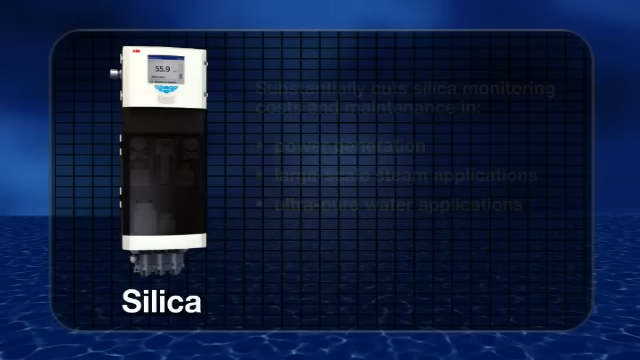 ABB
55.9
Substantially cuts silica monitoring
costs and maintenance in:
• power generation
• large-scale steam applications
• ultra-pure water applications
Silica